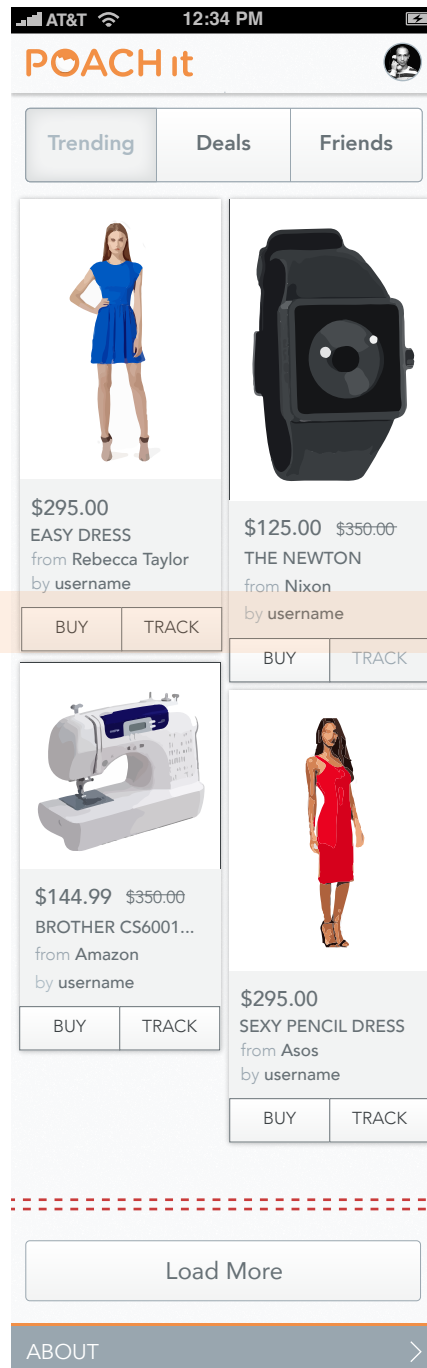 AT&T 12:34 PM
POACH it
Trending Deals Friends
$295.00
EASY DRESS
from Rebecca Taylor
by username
BUY TRACK
$125.00 $350.00
THE NEWTON
from Nixon
by username
BUY TRACK
$144.99 $350.00
BROTHER CS6001...
from Amazon
by username
BUY TRACK
$295.00
SEXY PENCIL DRESS
from Asos
by username
BUY TRACK
Load More
ABOUT